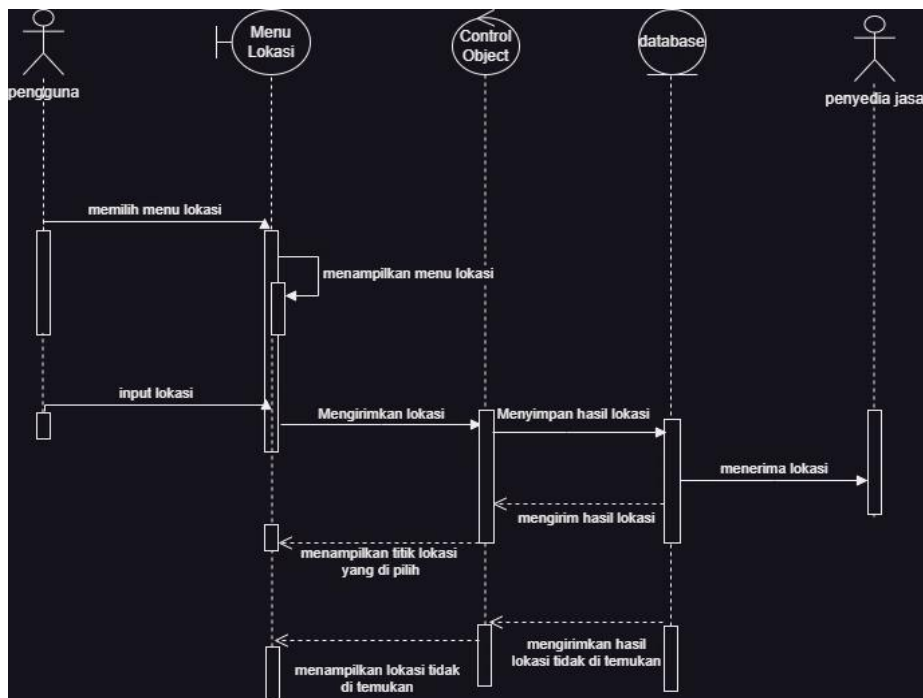 Menu
Lokasi
Control
Object
database
pengguna
penyedia jasa
memilih menu lokasi
menampilkan menu lokasi
input lokasi
Mengirimkan lokasi
Menyimpan hasil lokasi
menerima lokasi
mengirim hasil lokasi
menampilkan titik lokasi
yang di pilih
mengirimkan hasil
lokasi tidak di temukan
menampilkan lokasi tidak
di temukan